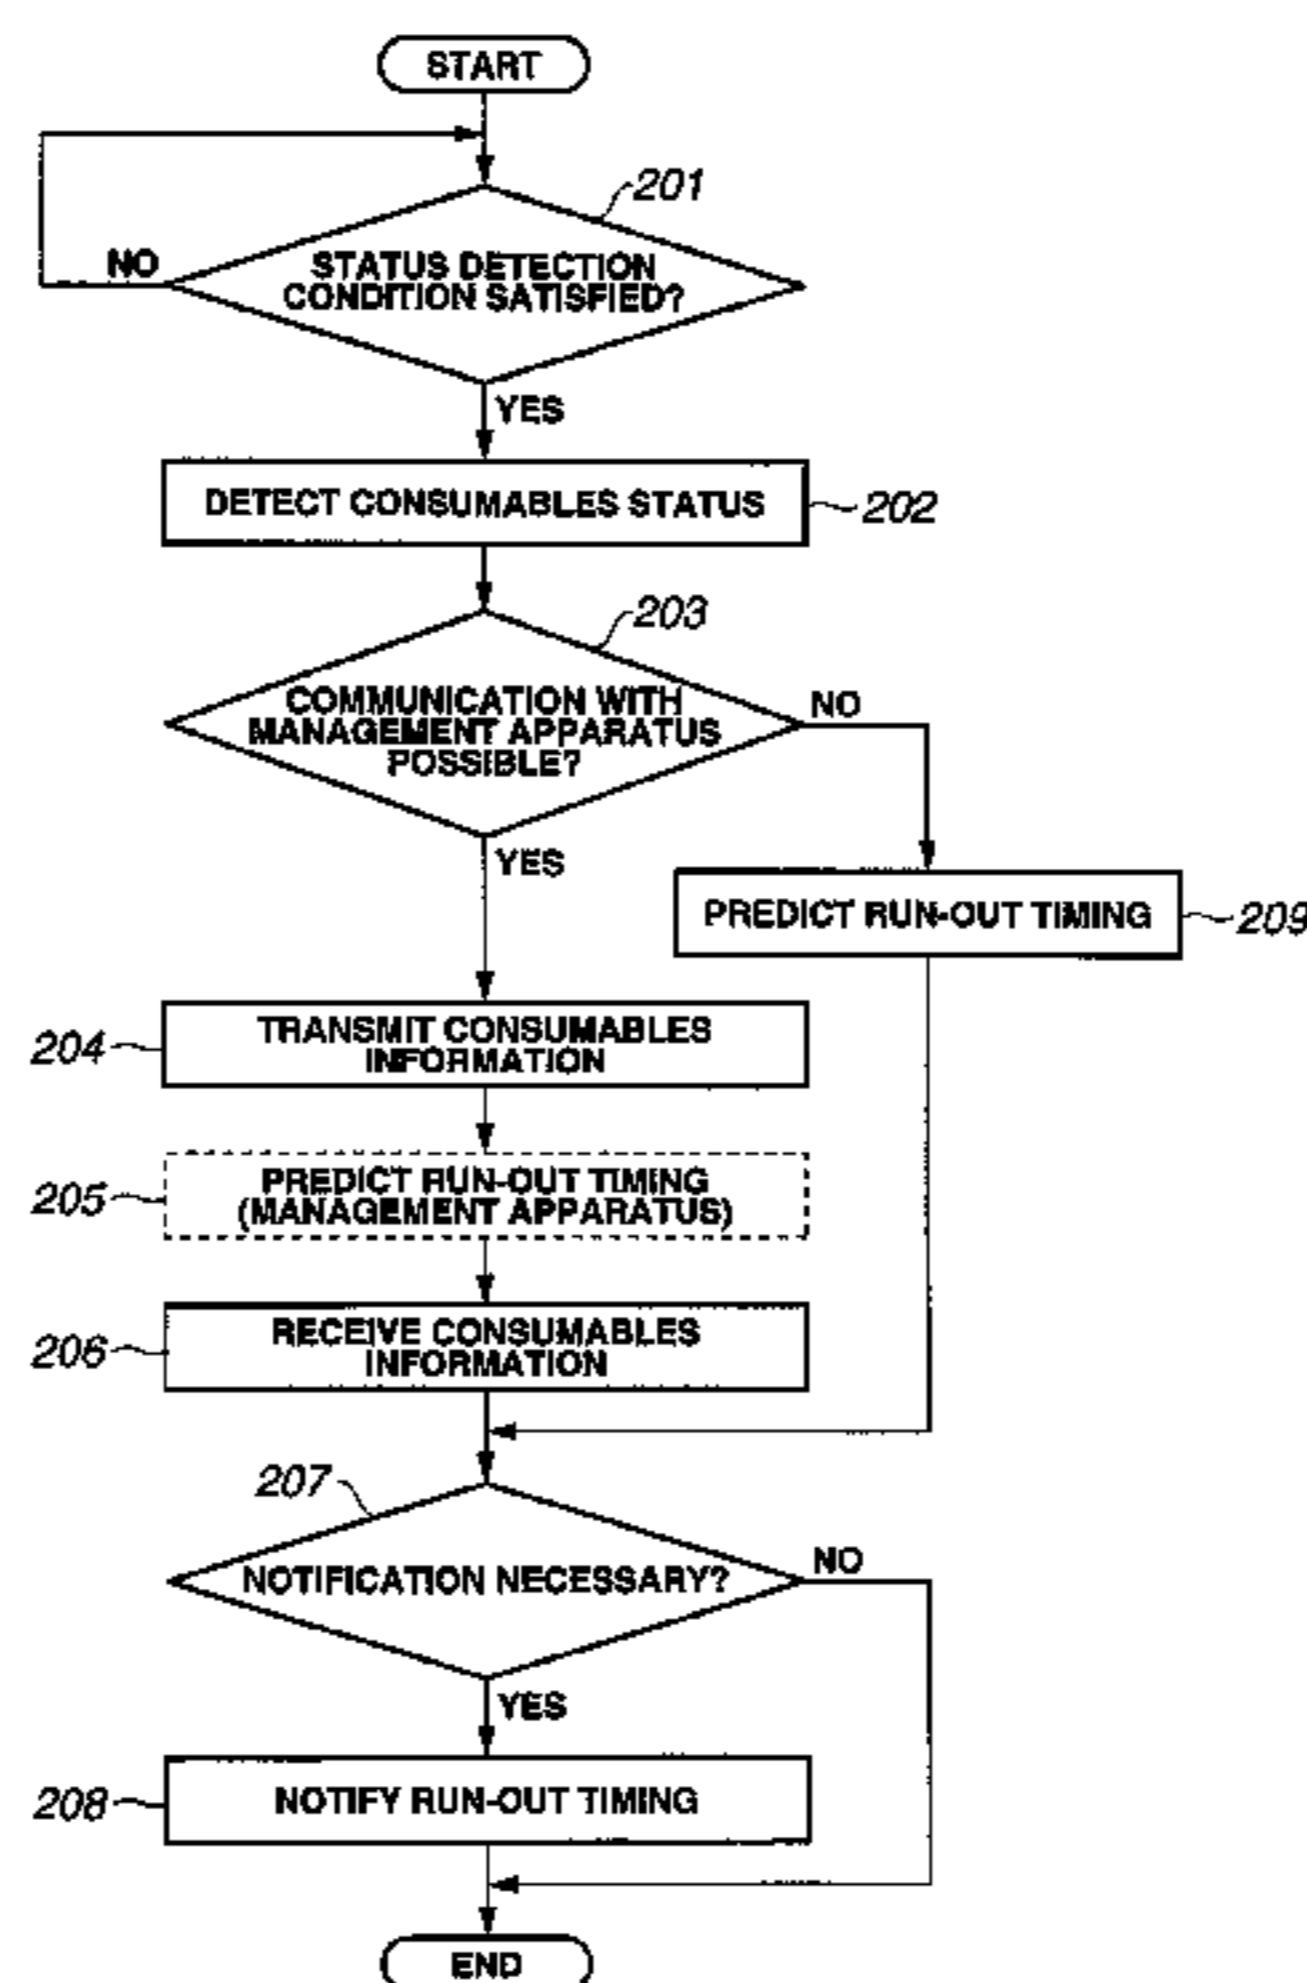 START
201
NO
STATUS DETECTION
CONDITION SATISFIED?
YES
DETECT CONSUMABLES STATUS
202
203
COMMUNICATION WITH
MANAGEMENT APPARATUS
POSSIBLE?
NO
YES
PREDICT RUN-OUT TIMING
209
204
TRANSMIT CONSUMABLES
INFORMATION
205
PREDICT RUN-OUT TIMING
(MANAGEMENT APPARATUS)
206
RECEIVE CONSUMABLES
INFORMATION
207
NOTIFICATION NECESSARY?
NO
YES
208
NOTIFY RUN-OUT TIMING
END